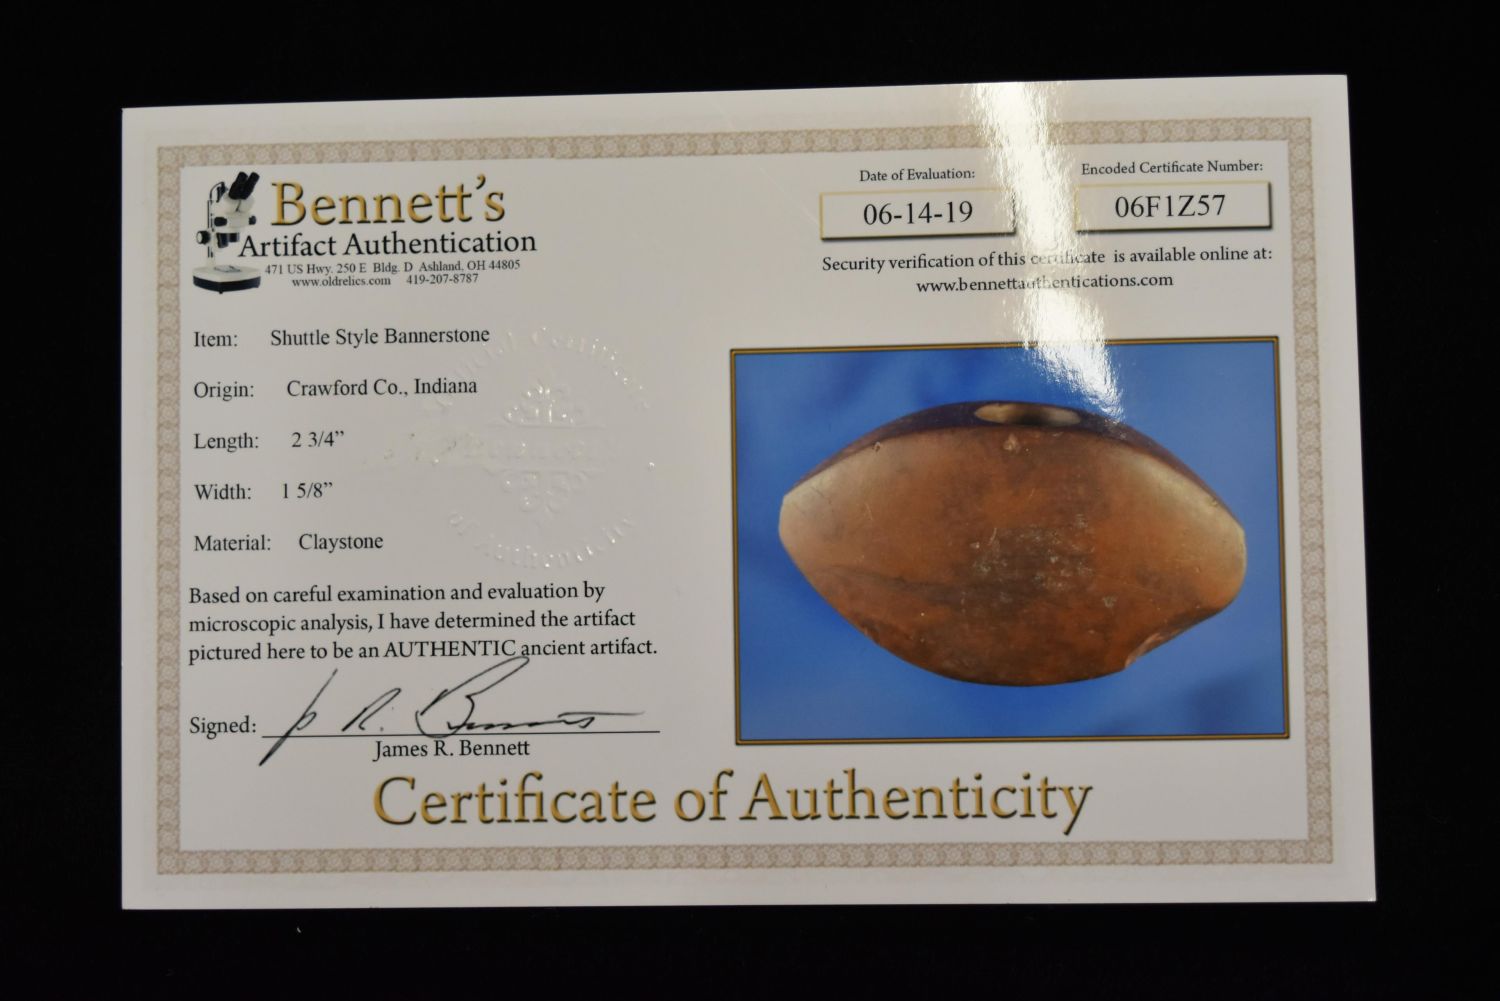 Bennett's
Artifact Authentication
471 US Hwy. 250 E Bldg. D Ashland, OH 44805
www.oldrelics.com 419-207-8787
Date of Evaluation:
06-14-19
Encoded Certificate Number:
06F1Z57
Security verification of this certificate is available online at:
www.bennettauthentications.com
Item: Shuttle Style Bannerstone
Origin: Crawford Co., Indiana
Length: 2 3/4”
Width: 1 5/8”
Material: Claystone
Based on careful examination and evaluation by
microscopic analysis, I have determined the artifact
pictured here to be an AUTHENTIC ancient artifact.
Signed:
James R. Bennett
Certificate of Authenticity